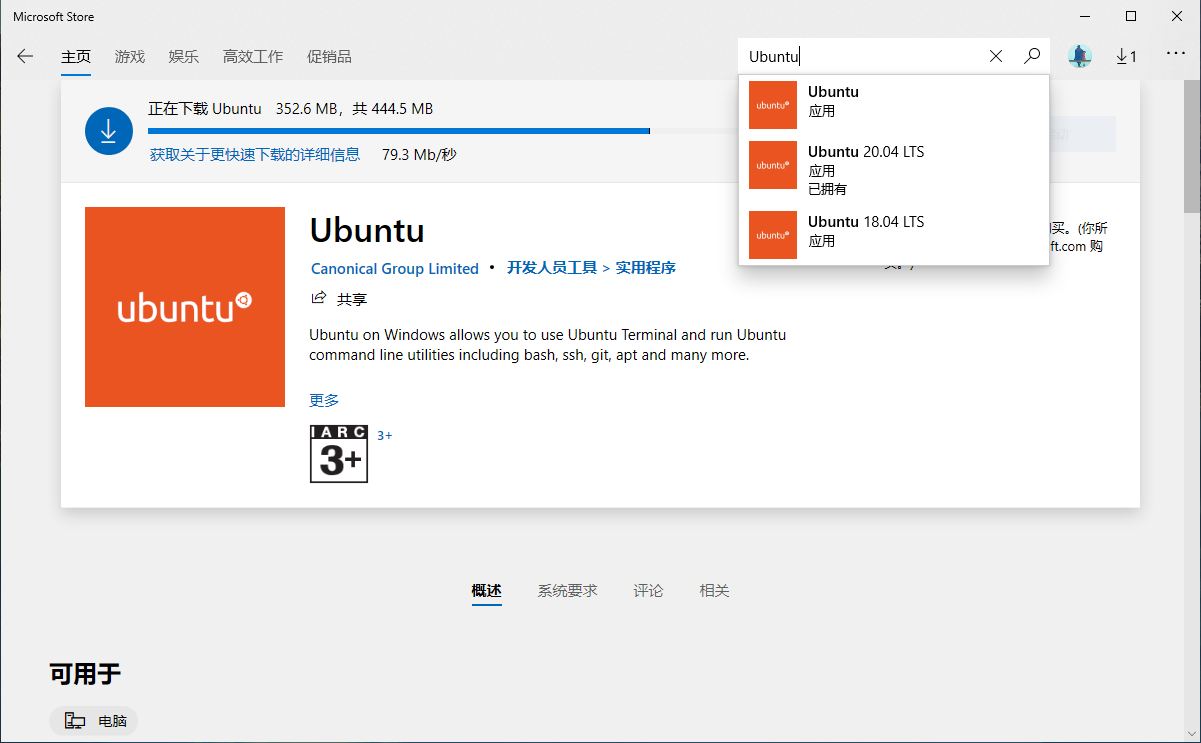 Microsoft Store
主页 游戏 娱乐 高效工作 促销品
Ubuntu
1
正在下载 Ubuntu 352.6 MB，共 444.5 MB
获取关于更快速下载的详细信息 79.3 Mb/秒
ubuntu
Ubuntu
应用
ubuntu
Ubuntu 20.04 LTS
应用
已拥有
ubuntu
Ubuntu 18.04 LTS
应用
买。(你所
ft.com 购
ubuntu
Ubuntu
Canonical Group Limited • 开发人员工具 > 实用程序
共享
Ubuntu on Windows allows you to use Ubuntu Terminal and run Ubuntu
command line utilities including bash, ssh, git, apt and many more.
更多
IARC
3+
3+
概述 系统要求 评论 相关
可用于
电脑